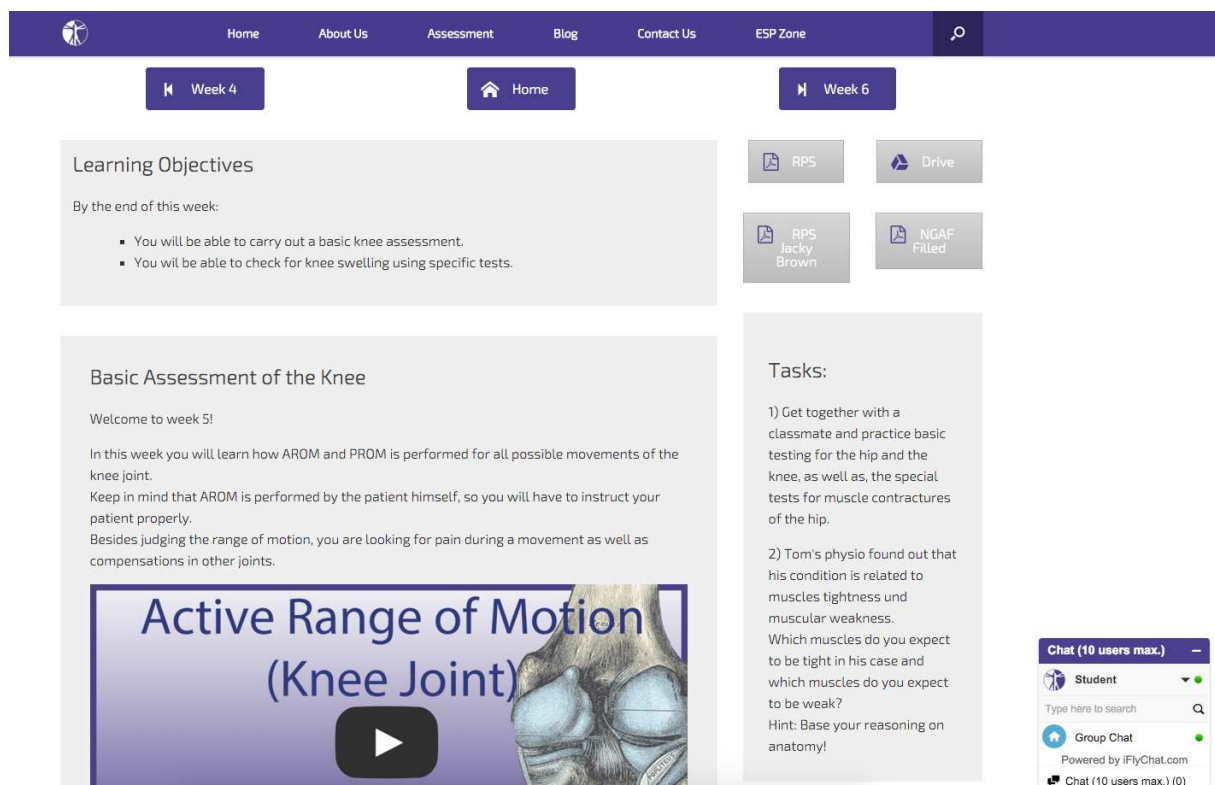 Home About Us Assessment Blog Contact Us ESP Zone
Week 4 Home Week 6
Learning Objectives
By the end of this week:
You will be able to carry out a basic knee assessment.
You wil be able to check for knee swelling using specific tests.
RPS Drive
RPS
Jacky
Brown
NGAF
Filled
Basic Assessment of the Knee
Welcome to week 5!
In this week you will learn how AROM and PROM is performed for all possible movements of the
knee joint.
Keep in mind that AROM is performed by the patient himself, so you will have to instruct your
patient properly.
Besides judging the range of motion, you are looking for pain during a movement as well as
compensations in other joints.
Active Range of Motion
(Knee Joint)
Tasks:
1) Get together with a
classmate and practice basic
testing for the hip and the
knee, as well as, the special
tests for muscle contractures
of the hip.
2) Tom's physio found out that
his condition is related to
muscles tightness und
muscular weakness.
Which muscles do you expect
to be tight in his case and
which muscles do you expect
to be weak?
Hint: Base your reasoning on
anatomy!
Chat (10 users max.)
Student
Type here to search
Group Chat
Powered by iFlyChat.com
Chat (10 users max.) (0)